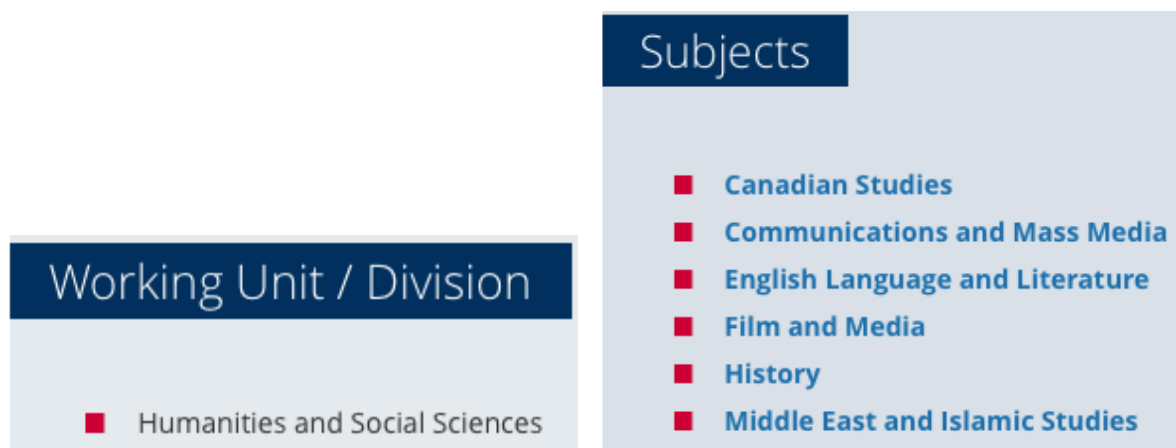 Working Unit / Division
Humanities and Social Sciences
Subjects
Canadian Studies
Communications and Mass Media
English Language and Literature
Film and Media
History
Middle East and Islamic Studies